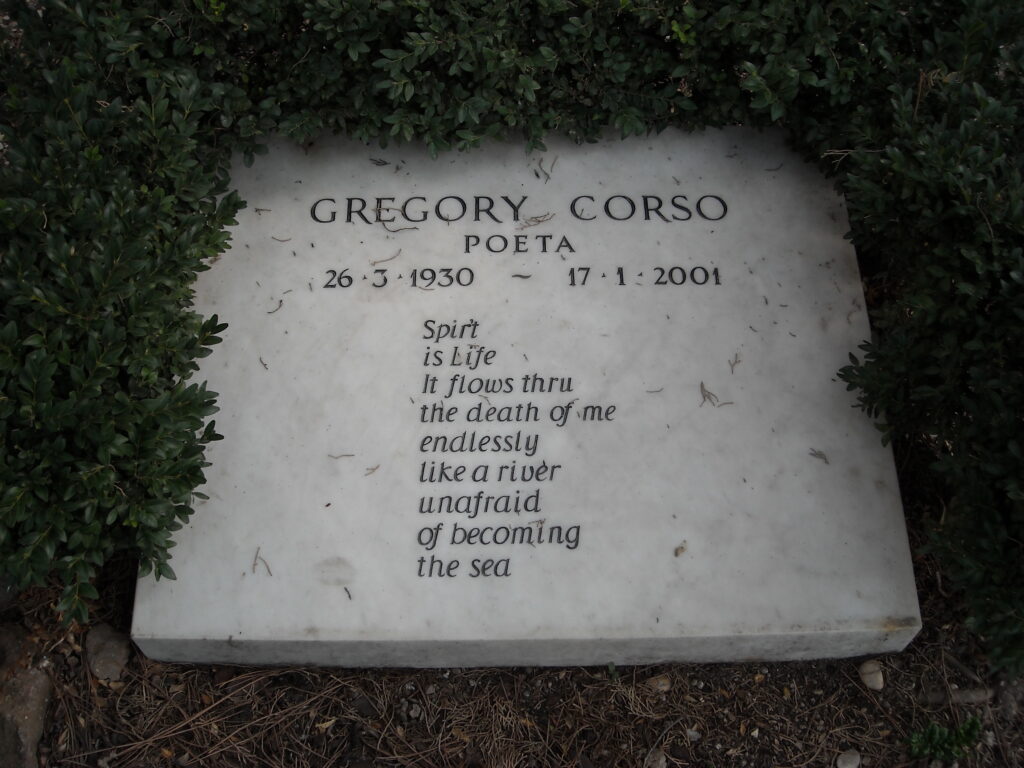 GREGORY CORSO
POETA
26·3·1930 ~ 17·1·2001
Spirt
is Life
It flows thru
the death of me
endlessly
like a river
unafraid
of becoming
the sea